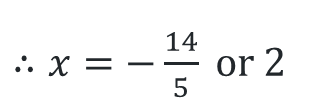 ∴ x = − 14/5 or 2